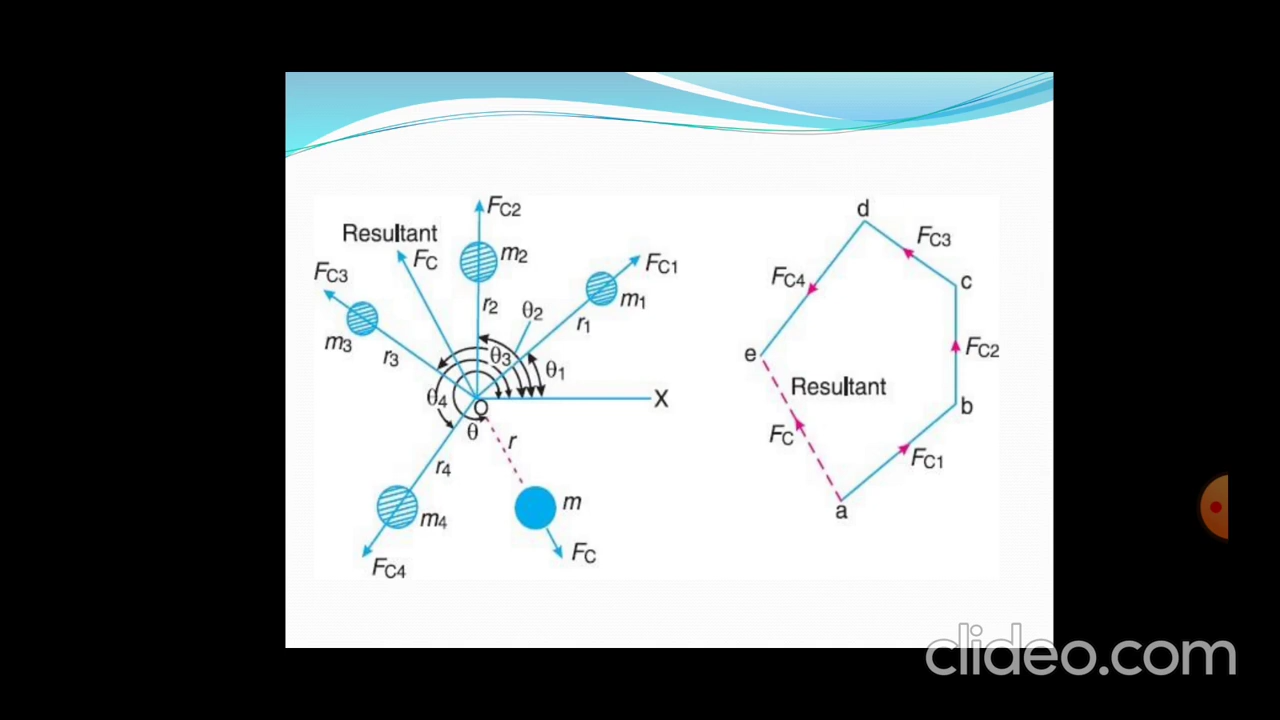 FC2
Resultant
FC
FC3
FC1
m2
m1
θ2
r2
r1
m3
r3
θ3
θ1
θ4
O
X
θ
r
r4
m4
m
FC4
FC
d
FC3
c
FC4
FC2
e
Resultant
b
FC
FC1
a
clideo.com